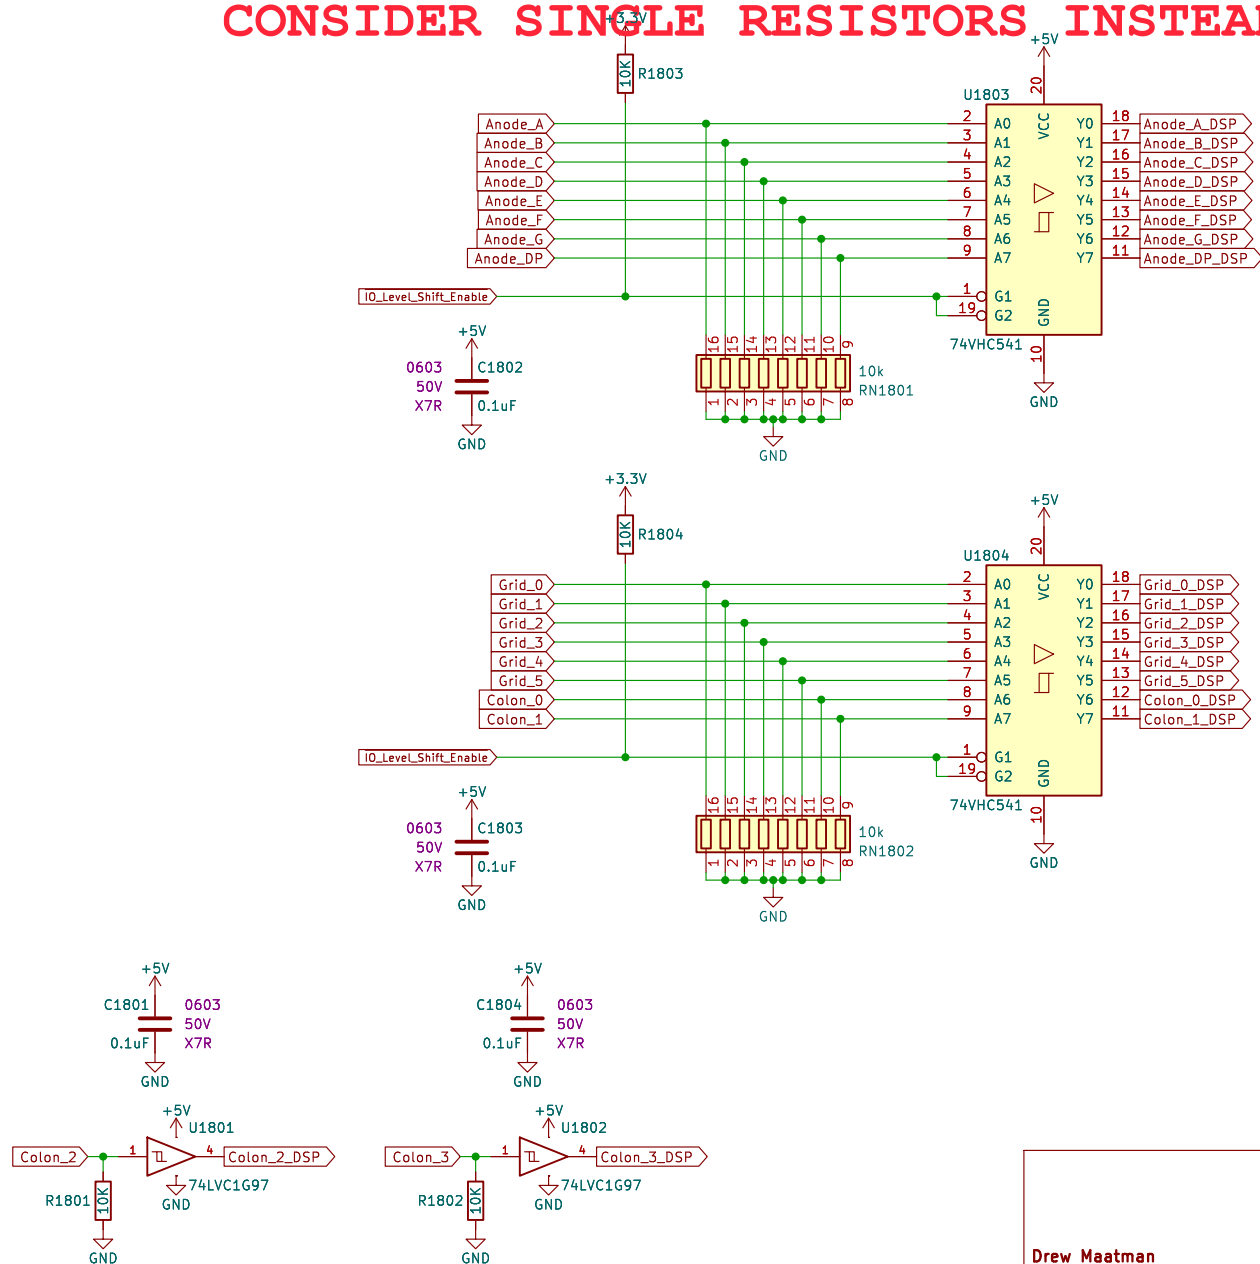 CONSIDER SINGLE RESISTORS INSTEA
+3.3V
10K
R1803
+5V
U1803
20
VCC
Anode_A
2
A0
Y0
18
Anode_A_DSP
Anode_B
3
A1
Y1
17
Anode_B_DSP
Anode_C
4
A2
Y2
16
Anode_C_DSP
Anode_D
5
A3
Y3
15
Anode_D_DSP
Anode_E
6
A4
Y4
14
Anode_E_DSP
Anode_F
7
A5
Y5
13
Anode_F_DSP
Anode_G
8
A6
Y6
12
Anode_G_DSP
Anode_DP
9
A7
Y7
11
Anode_DP_DSP
IO_Level_Shift_Enable
1
G1
19
G2
GND
74VHC541
10
GND
+5V
0603
50V
X7R
C1802
0.1uF
GND
16 15 14 13 12 11 10 9
10k
RN1801
1 2 3 4 5 6 7 8
GND
+3.3V
10K
R1804
+5V
U1804
20
VCC
Grid_0
2
A0
Y0
18
Grid_0_DSP
Grid_1
3
A1
Y1
17
Grid_1_DSP
Grid_2
4
A2
Y2
16
Grid_2_DSP
Grid_3
5
A3
Y3
15
Grid_3_DSP
Grid_4
6
A4
Y4
14
Grid_4_DSP
Grid_5
7
A5
Y5
13
Grid_5_DSP
Colon_0
8
A6
Y6
12
Colon_0_DSP
Colon_1
9
A7
Y7
11
Colon_1_DSP
IO_Level_Shift_Enable
1
G1
19
G2
GND
74VHC541
10
GND
+5V
0603
50V
X7R
C1803
0.1uF
GND
16 15 14 13 12 11 10 9
10k
RN1802
1 2 3 4 5 6 7 8
GND
+5V
C1801
0603
50V
X7R
0.1uF
GND
+5V
C1804
0603
50V
X7R
0.1uF
GND
+5V
U1801
Colon_2
1
4
Colon_2_DSP
74LVC1G97
GND
R1801
10K
GND
+5V
U1802
Colon_3
1
4
Colon_3_DSP
74LVC1G97
GND
R1802
10K
GND
Drew Maatman